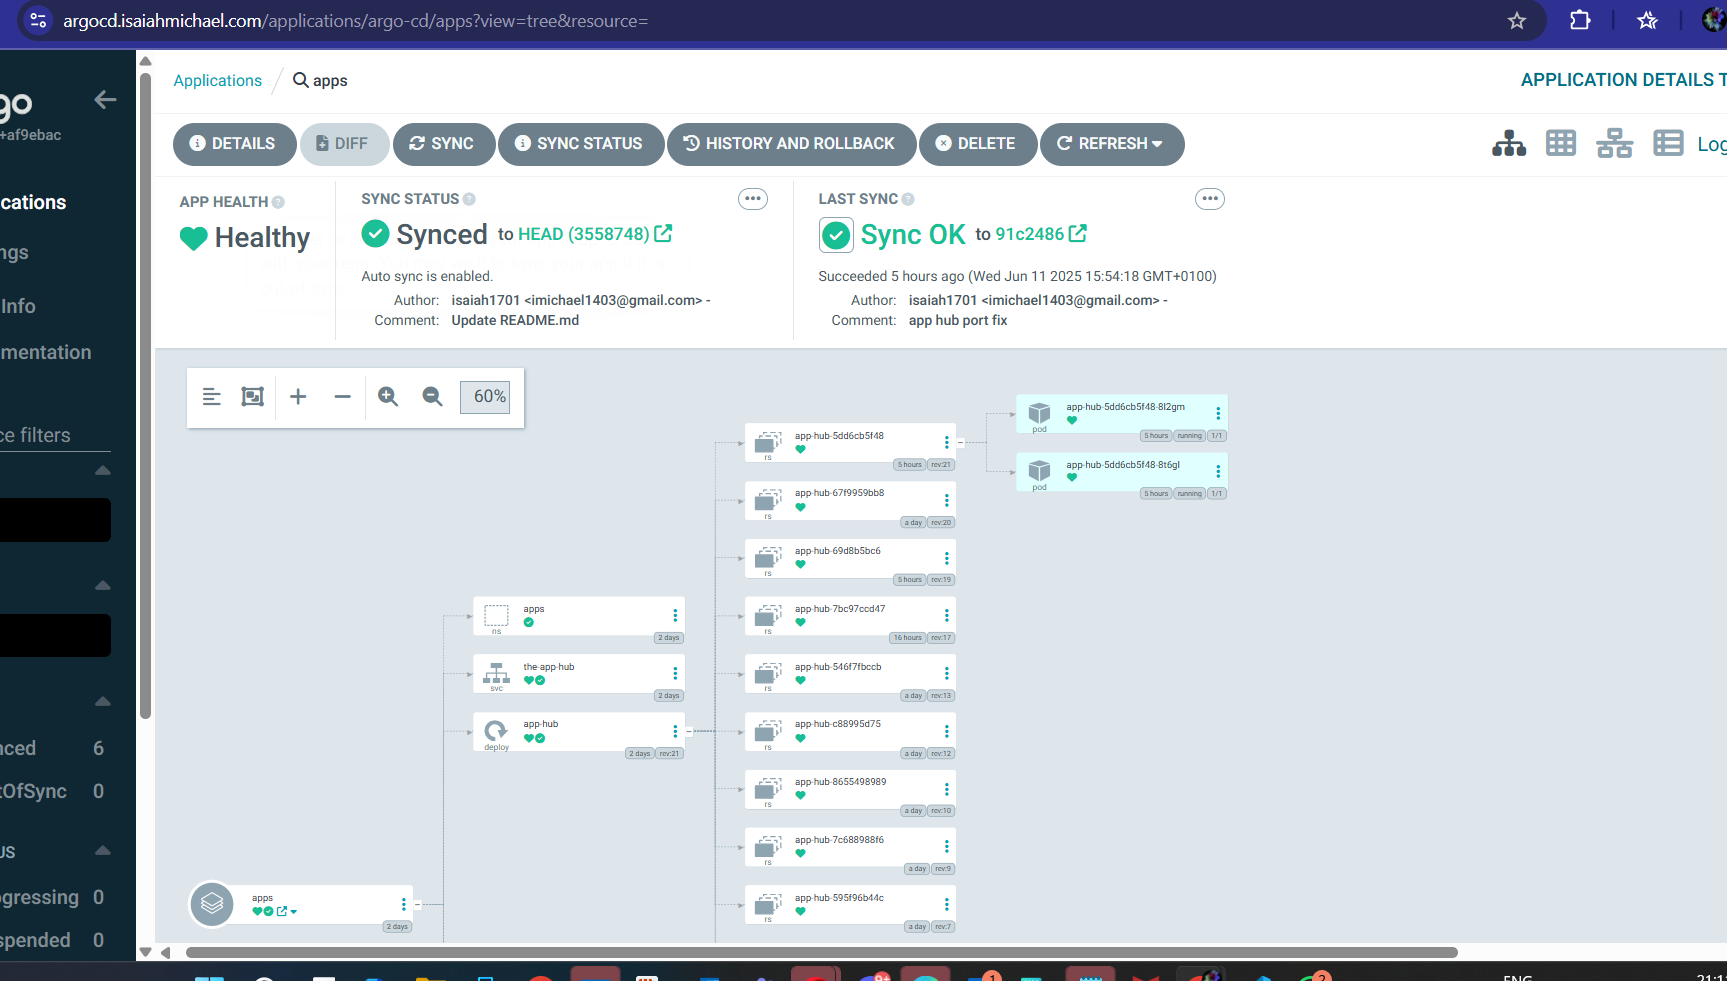 argocd.isaiahmichael.com/applications/argo-cd/apps?view=tree&resource=
go
+af9ebac
cations
ngs
Info
mentation
ce filters
nced 6
tOfSync 0
US
ogressing 0
spended 0
Applications / apps
APPLICATION DETAILS T
DETAILS DIFF SYNC SYNC STATUS HISTORY AND ROLLBACK DELETE REFRESH
Log
APP HEALTH
Healthy
SYNC STATUS
Synced to HEAD (3558748)
Auto sync is enabled.
Author: isaiah1701 <imichael1403@gmail.com> -
Comment: Update README.md
LAST SYNC
Sync OK to 91c2486
Succeeded 5 hours ago (Wed Jun 11 2025 15:54:18 GMT+0100)
Author: isaiah1701 <imichael1403@gmail.com> -
Comment: app hub port fix
60%
apps
2 days
apps
ns
2 days
the-app-hub
svc
2 days
app-hub
deploy
2 days rev:21
app-hub-5dd6cb5f48
rs
5 hours rev:21
app-hub-67f9959bb8
rs
a day rev:20
app-hub-69d8b5bc6
rs
5 hours rev:19
app-hub-7bc97ccd47
rs
16 hours rev:17
app-hub-546f7fbccb
rs
a day rev:13
app-hub-c88995d75
rs
a day rev:12
app-hub-8655498989
rs
a day rev:10
app-hub-7c688988f6
rs
a day rev:9
app-hub-595f96b44c
rs
a day rev:7
app-hub-5dd6cb5f48-8l2gm
pod
5 hours running 1/1
app-hub-5dd6cb5f48-8t6gl
pod
5 hours running 1/1
9+
1
2
ENG